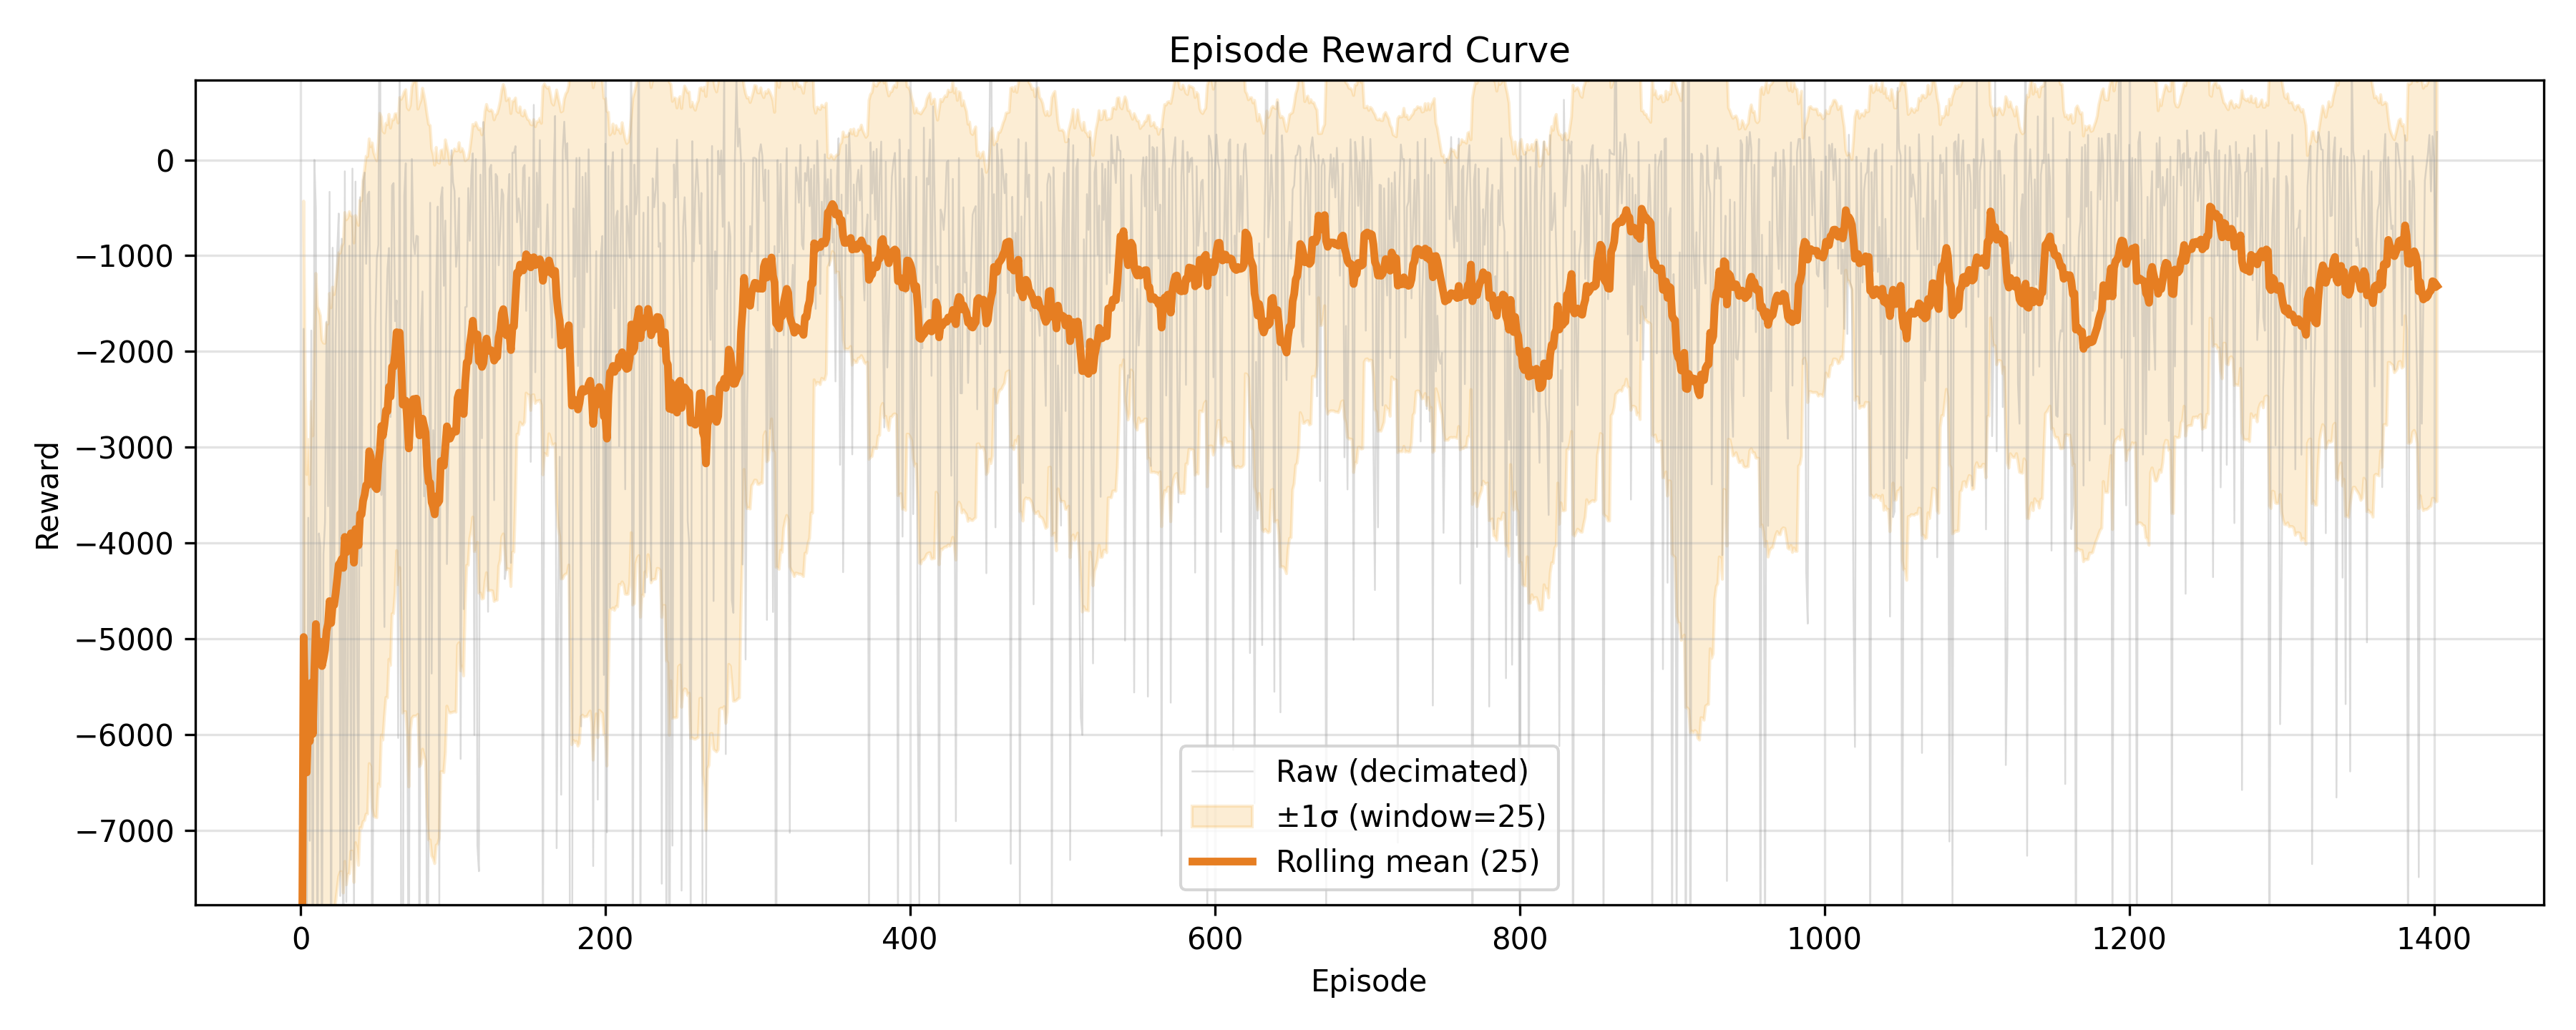 Episode Reward Curve
0
−1000
−2000
−3000
−4000
−5000
−6000
−7000
Reward
Raw (decimated)
±1σ (window=25)
Rolling mean (25)
0 200 400 600 800 1000 1200 1400
Episode